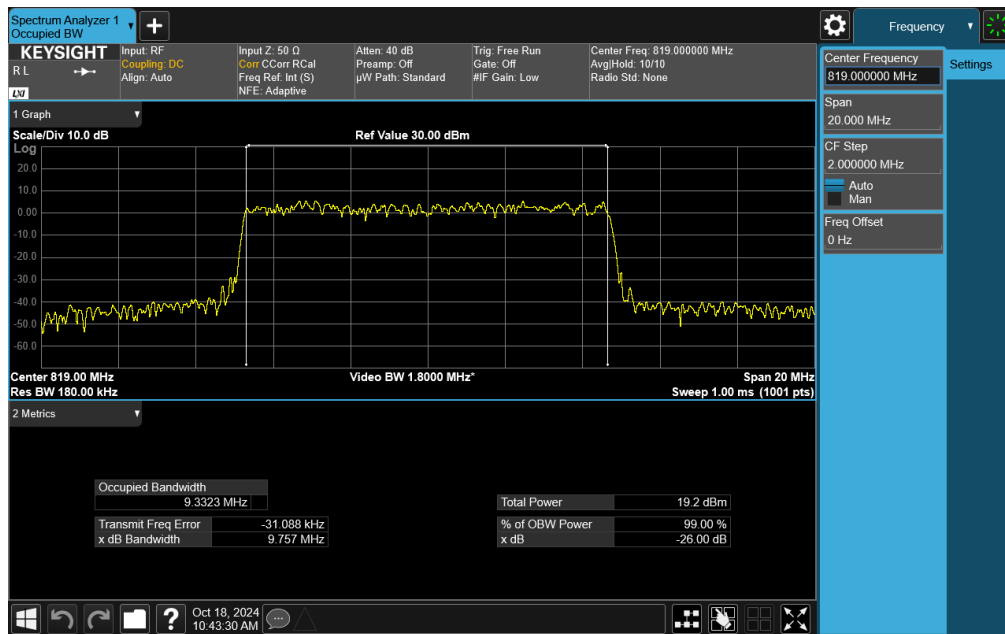 Spectrum Analyzer 1
Occupied BW
Frequency
KEYSIGHT
R L
LXI
Input: RF
Coupling: DC
Align: Auto
Input Z: 50 Ω
Corr CCorr RCal
Freq Ref: Int (S)
NFE: Adaptive
Atten: 40 dB
Preamp: Off
µW Path: Standard
Trig: Free Run
Gate: Off
#IF Gain: Low
Center Freq: 819.000000 MHz
Avg|Hold: 10/10
Radio Std: None
Center Frequency
819.000000 MHz
Settings
Span
20.000 MHz
CF Step
2.000000 MHz
Auto
Man
Freq Offset
0 Hz
1 Graph
Scale/Div 10.0 dB
Ref Value 30.00 dBm
Log
20.0
10.0
0.00
-10.0
-20.0
-30.0
-40.0
-50.0
-60.0
Center 819.00 MHz
Video BW 1.8000 MHz*
Span 20 MHz
Res BW 180.00 kHz
Sweep 1.00 ms (1001 pts)
2 Metrics
Occupied Bandwidth
9.3323 MHz
Total Power 19.2 dBm
Transmit Freq Error -31.088 kHz
% of OBW Power 99.00 %
x dB Bandwidth 9.757 MHz
x dB -26.00 dB
Oct 18, 2024
10:43:30 AM